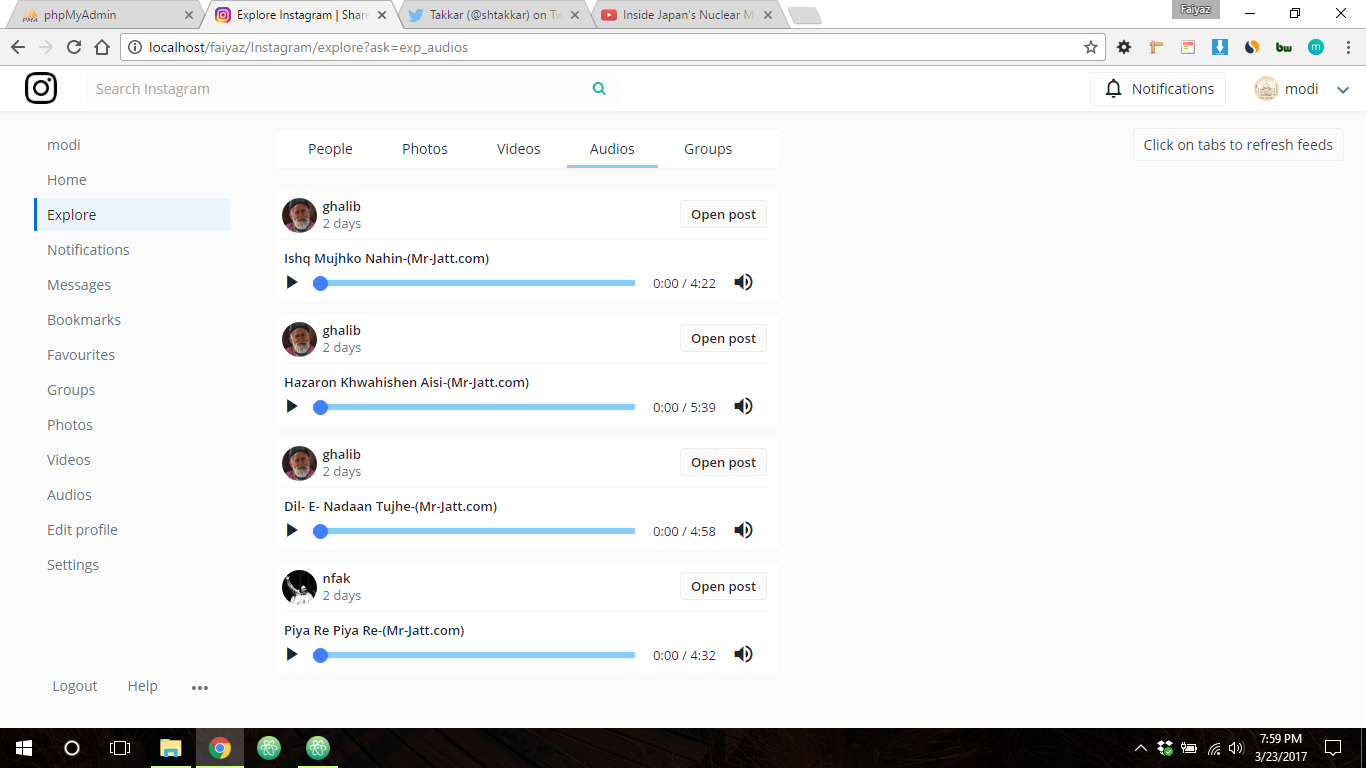 phpMyAdmin
Explore Instagram | Share
Takkar (@shtakkar) on Tw
Inside Japan's Nuclear M
Faiyaz
localhost/faiyaz/Instagram/explore?ask=exp_audios
bw
m
Search Instagram
Notifications
modi
modi
Home
Explore
Notifications
Messages
Bookmarks
Favourites
Groups
Photos
Videos
Audios
Edit profile
Settings
Logout Help
People Photos Videos Audios Groups
Click on tabs to refresh feeds
ghalib
2 days
Open post
Ishq Mujhko Nahin-(Mr-Jatt.com)
0:00 / 4:22
ghalib
2 days
Open post
Hazaron Khwahishen Aisi-(Mr-Jatt.com)
0:00 / 5:39
ghalib
2 days
Open post
Dil- E- Nadaan Tujhe-(Mr-Jatt.com)
0:00 / 4:58
nfak
2 days
Open post
Piya Re Piya Re-(Mr-Jatt.com)
0:00 / 4:32
7:59 PM
3/23/2017